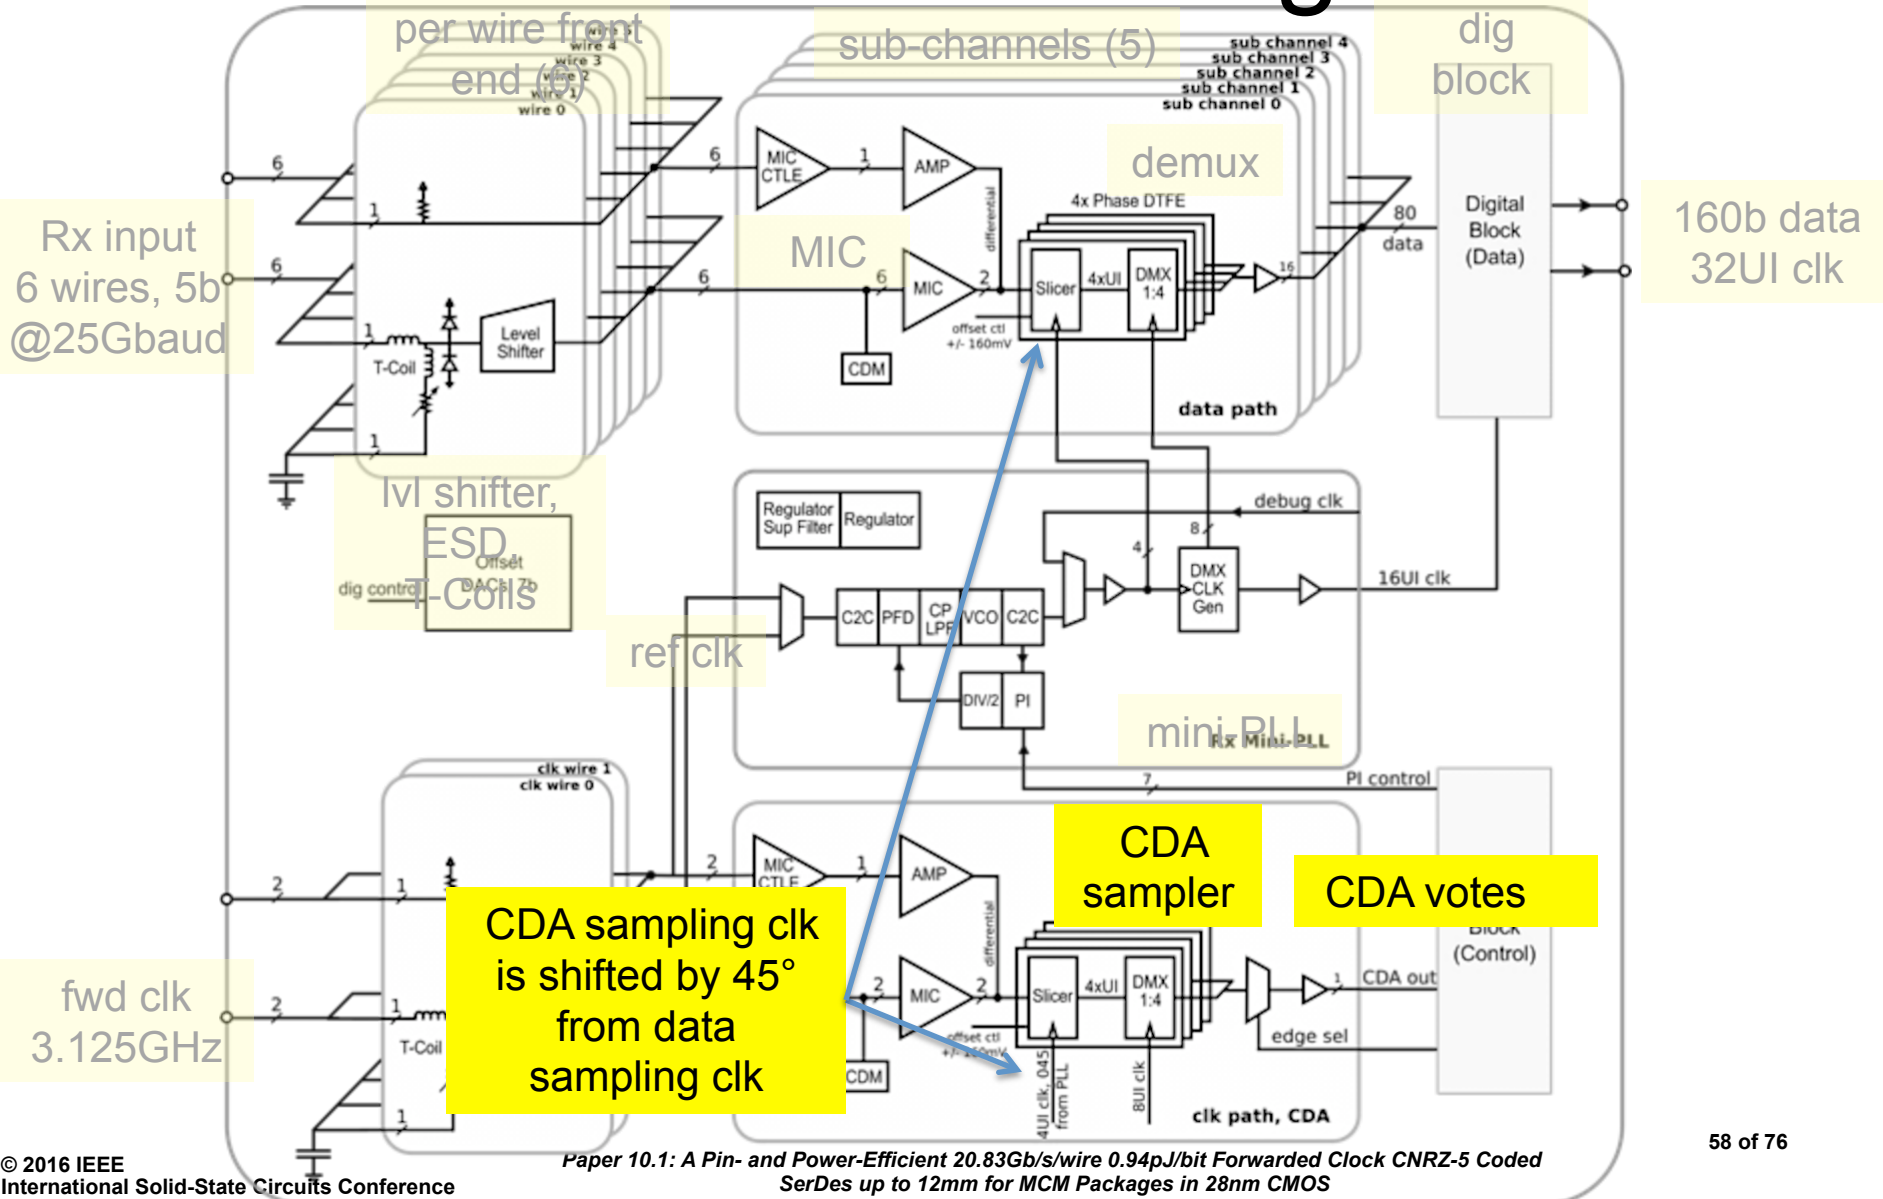 per wire front
end (6)
wire 5
wire 4
wire 3
wire 2
wire 1
wire 0
sub-channels (5)
sub channel 4
sub channel 3
sub channel 2
sub channel 1
sub channel 0
dig
block
Rx input
6 wires, 5b
@25Gbaud
6
6
1
1
1
T-Coil
Level
Shifter
6
6
MIC
CTLE
1
AMP
differential
MIC
6
MIC
2
CDM
offset ctl
+/- 160mV
demux
4x Phase DTFE
Slicer
4xUI
DMX
1:4
16
80
data
data path
Digital
Block
(Data)
160b data
32UI clk
lvl shifter,
ESD,
T-Coils
Offset
DACs 7b
dig control
ref clk
Regulator
Sup Filter
Regulator
debug clk
8
4
DMX
CLK
Gen
16UI clk
C2C
PFD
CP
LPF
VCO
C2C
DIV/2
PI
mini-PLL
Rx Mini-PLL
7
PI control
clk wire 1
clk wire 0
fwd clk
3.125GHz
2
2
1
1
1
T-Coil
2
MIC
CTLE
1
AMP
differential
CDA sampling clk
is shifted by 45°
from data
sampling clk
2
MIC
2
CDM
offset ctl
+/- 160mV
CDA
sampler
CDA votes
Slicer
4xUI
DMX
1:4
4UI clk, 045
from PLL
8UI clk
1
CDA out
edge sel
Block
(Control)
clk path, CDA
© 2016 IEEE
International Solid-State Circuits Conference
Paper 10.1: A Pin- and Power-Efficient 20.83Gb/s/wire 0.94pJ/bit Forwarded Clock CNRZ-5 Coded
SerDes up to 12mm for MCM Packages in 28nm CMOS
58 of 76